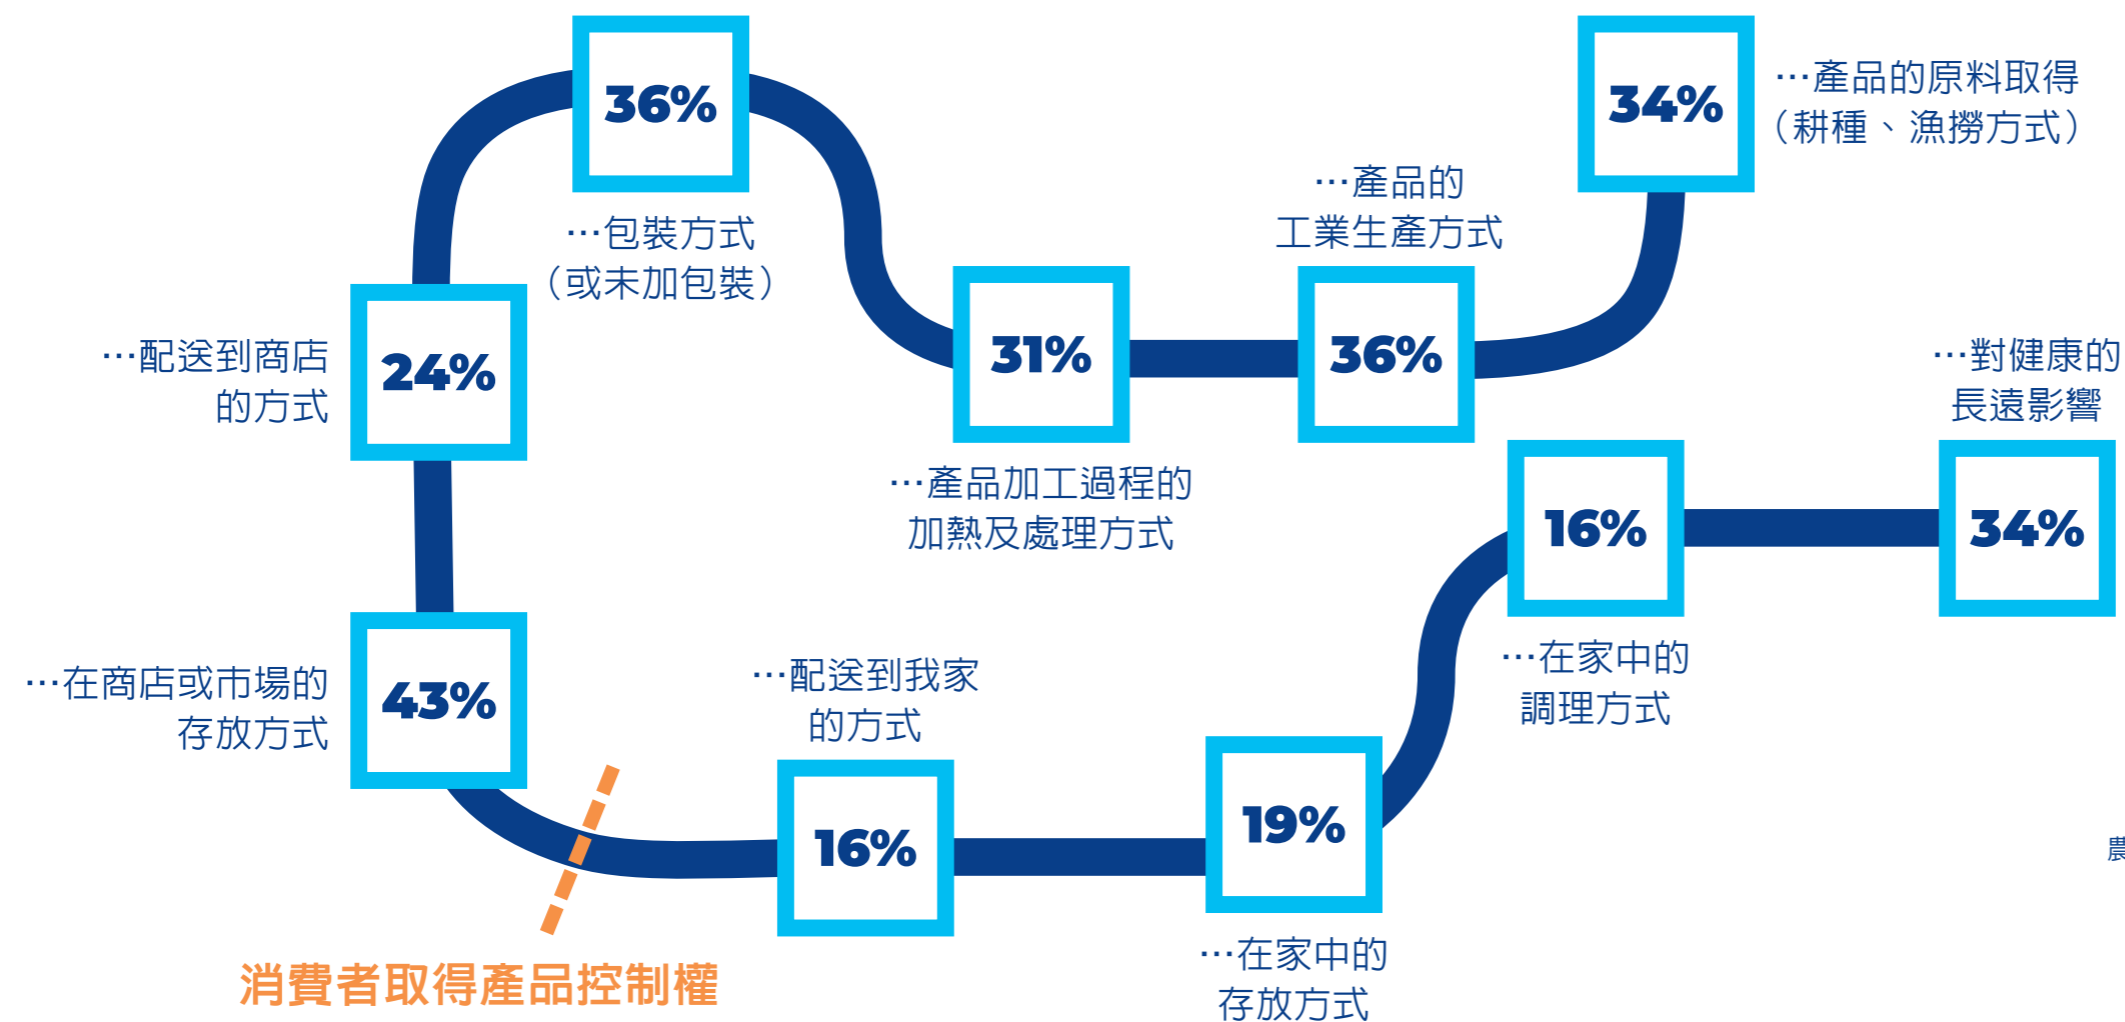 34%
…產品的原料取得
（耕種、漁撈方式）
…產品的
工業生產方式
36%
31%
…產品加工過程的
加熱及處理方式
36%
…包裝方式
（或未加包裝）
…配送到商店
的方式
24%
…在商店或市場的
存放方式
43%
消費者取得產品控制權
…配送到我家
的方式
16%
19%
…在家中的
存放方式
16%
…在家中的
調理方式
…對健康的
長遠影響
34%
農